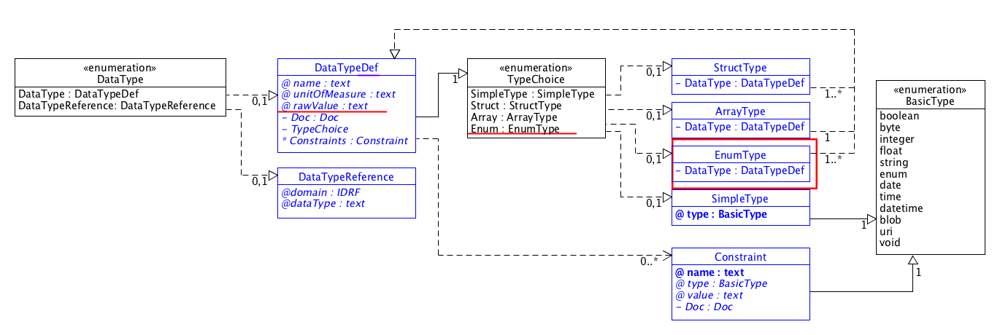 «enumeration»
DataType
DataType : DataTypeDef
DataTypeReference: DataTypeReference
0,1
0,1
DataTypeDef
@ name : text
@ unitOfMeasure : text
@ rawValue : text
- Doc : Doc
- TypeChoice
* Constraints : Constraint
DataTypeReference
@domain : IDRF
@dataType : text
1
«enumeration»
TypeChoice
SimpleType : SimpleType
Struct : StructType
Array : ArrayType
Enum : EnumType
0,1
0,1
0,1
0,1
0..*
StructType
- DataType : DataTypeDef
1..*
ArrayType
- DataType : DataTypeDef
1
EnumType
- DataType : DataTypeDef
1..*
SimpleType
@ type : BasicType
1
Constraint
@ name : text
@ type : BasicType
@ value : text
- Doc : Doc
«enumeration»
BasicType
boolean
byte
integer
float
string
enum
date
time
datetime
blob
uri
void
1